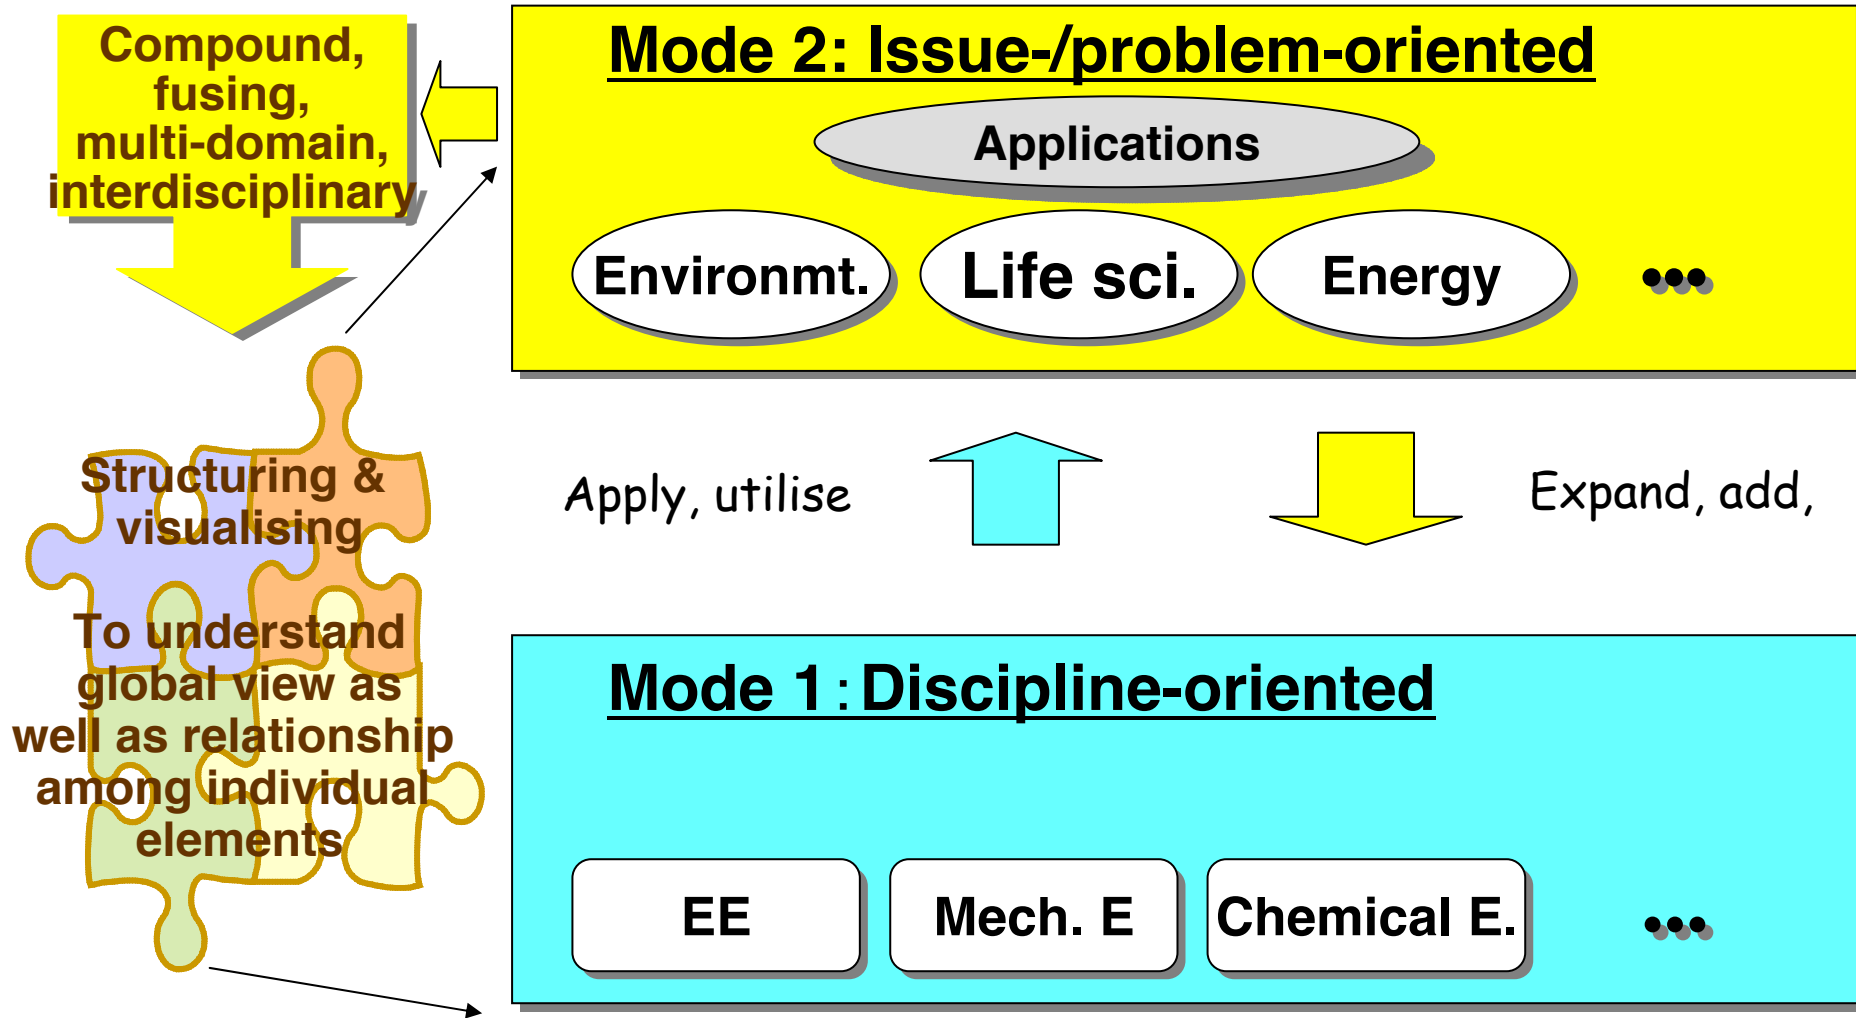 Compound,
fusing,
multi-domain,
interdisciplinary
Mode 2: Issue-/problem-oriented
Applications
Environmt.
Life sci.
Energy
•••
Structuring &
visualising
To understand
global view as
well as relationship
among individual
elements
Apply, utilise
Expand, add,
Mode 1：Discipline-oriented
EE
Mech. E
Chemical E.
•••